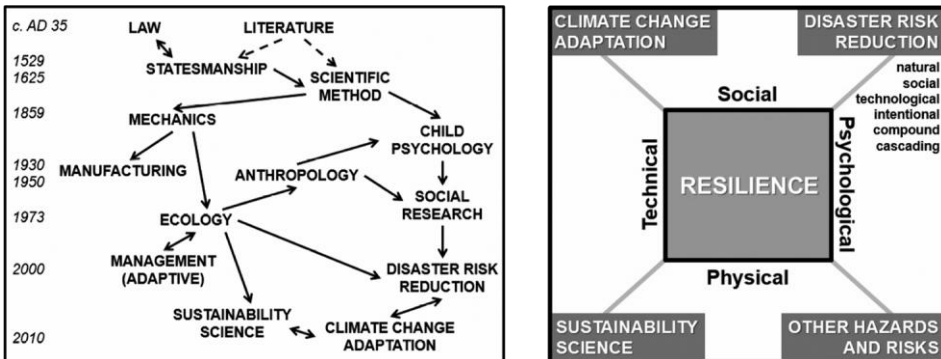 c. AD 35
LAW
LITERATURE
1529
STATESMANSHIP
1625
SCIENTIFIC
METHOD
1859
MECHANICS
CHILD
PSYCHOLOGY
1930
MANUFACTURING
ANTHROPOLOGY
1950
SOCIAL
RESEARCH
1973
ECOLOGY
MANAGEMENT
(ADAPTIVE)
2000
DISASTER RISK
REDUCTION
SUSTAINABILITY
SCIENCE
2010
CLIMATE CHANGE
ADAPTATION
CLIMATE CHANGE
ADAPTATION
DISASTER RISK
REDUCTION
natural
social
technological
intentional
compound
cascading
Social
Technical
RESILIENCE
Psychological
Physical
SUSTAINABILITY
SCIENCE
OTHER HAZARDS
AND RISKS